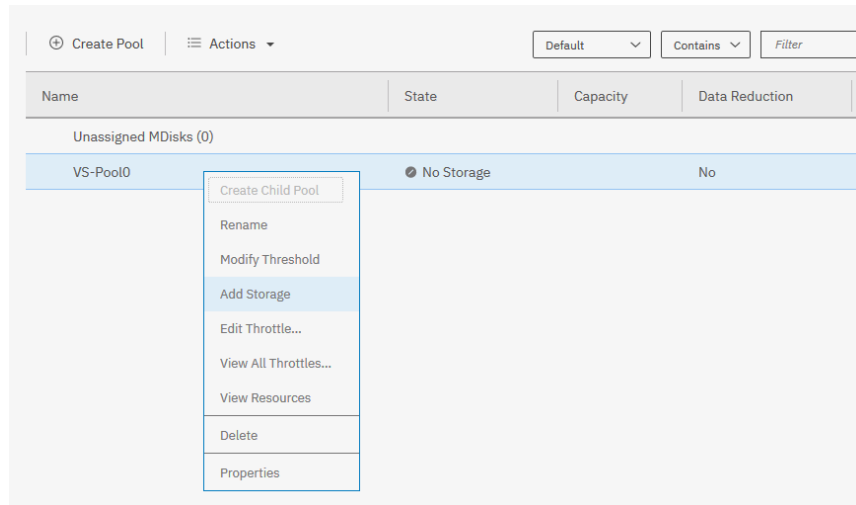 Create Pool Actions Default Contains Filter
Name State Capacity Data Reduction
Unassigned MDisks (0)
VS-Pool0 No Storage No
Create Child Pool
Rename
Modify Threshold
Add Storage
Edit Throttle...
View All Throttles...
View Resources
Delete
Properties